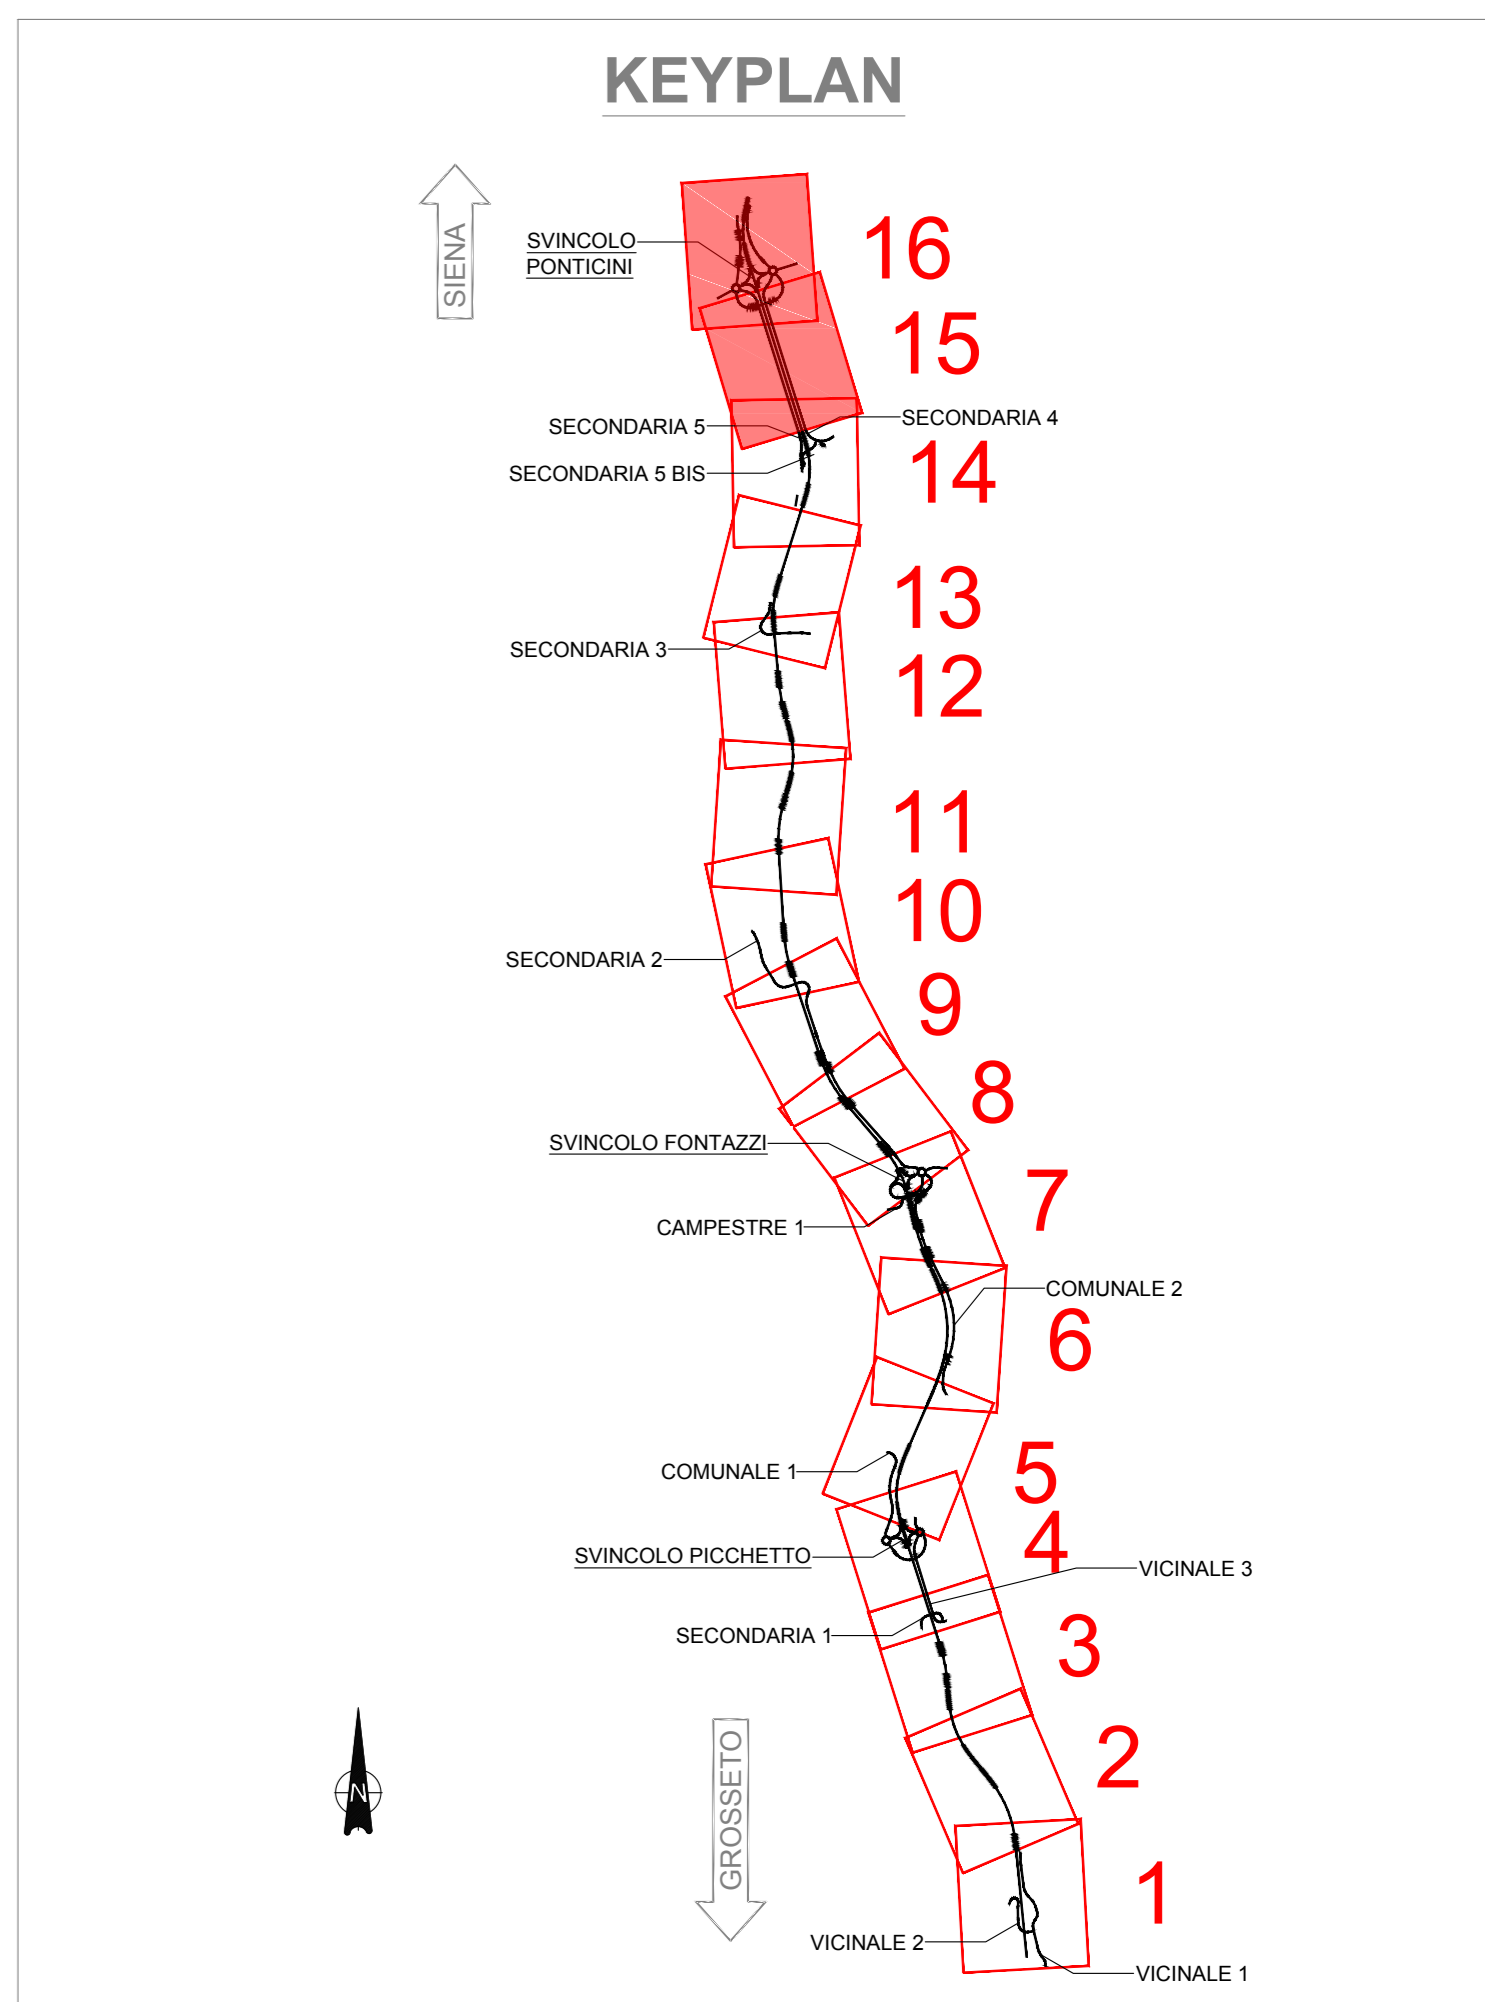 KEYPLAN
SIENA
16
SVINCOLO
PONTICINI
15
SECONDARIA 4
SECONDARIA 5
14
SECONDARIA 5 BIS
13
SECONDARIA 3
12
11
10
SECONDARIA 2
9
8
SVINCOLO FONTAZZI
7
CAMPESTRE 1
COMUNALE 2
6
COMUNALE 1
5
4
SVINCOLO PICCHETTO
VICINALE 3
SECONDARIA 1
3
2
N
GROSSETO
1
VICINALE 2
VICINALE 1